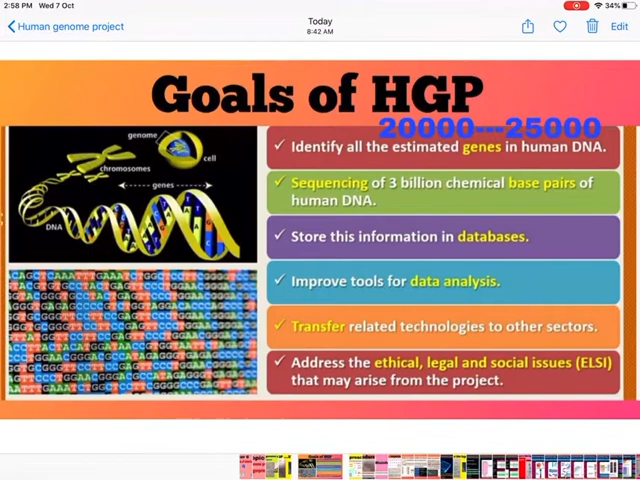 2:58 PM Wed 7 Oct
34%
Human genome project
Today
8:42 AM
Edit
Goals of HGP
20000---25000
genome
cell
chromosomes
genes
DNA
✓ Identify all the estimated genes in human DNA.
✓ Sequencing of 3 billion chemical base pairs of
human DNA.
✓ Store this information in databases.
✓ Improve tools for data analysis.
✓ Transfer related technologies to other sectors.
✓ Address the ethical, legal and social issues (ELSI)
that may arise from the project.